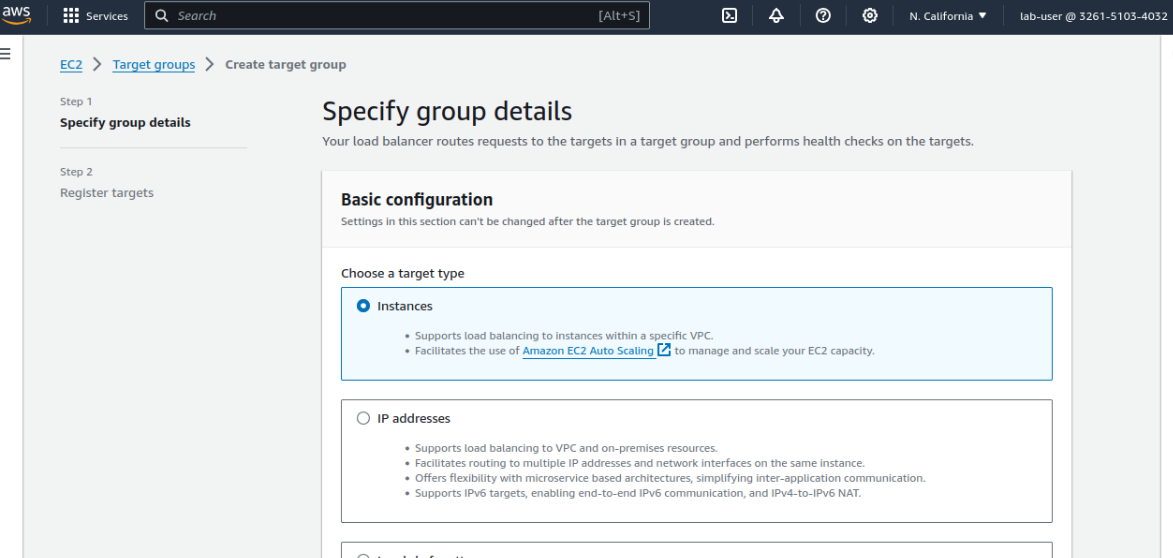 aws
Services
Search
[Alt+S]
N. California ▼
lab-user @ 3261-5103-4032
EC2 > Target groups > Create target group
Step 1
Specify group details
Step 2
Register targets
Specify group details
Your load balancer routes requests to the targets in a target group and performs health checks on the targets.
Basic configuration
Settings in this section can't be changed after the target group is created.
Choose a target type
Instances
• Supports load balancing to instances within a specific VPC.
• Facilitates the use of Amazon EC2 Auto Scaling to manage and scale your EC2 capacity.
IP addresses
• Supports load balancing to VPC and on-premises resources.
• Facilitates routing to multiple IP addresses and network interfaces on the same instance.
• Offers flexibility with microservice based architectures, simplifying inter-application communication.
• Supports IPv6 targets, enabling end-to-end IPv6 communication, and IPv4-to-IPv6 NAT.